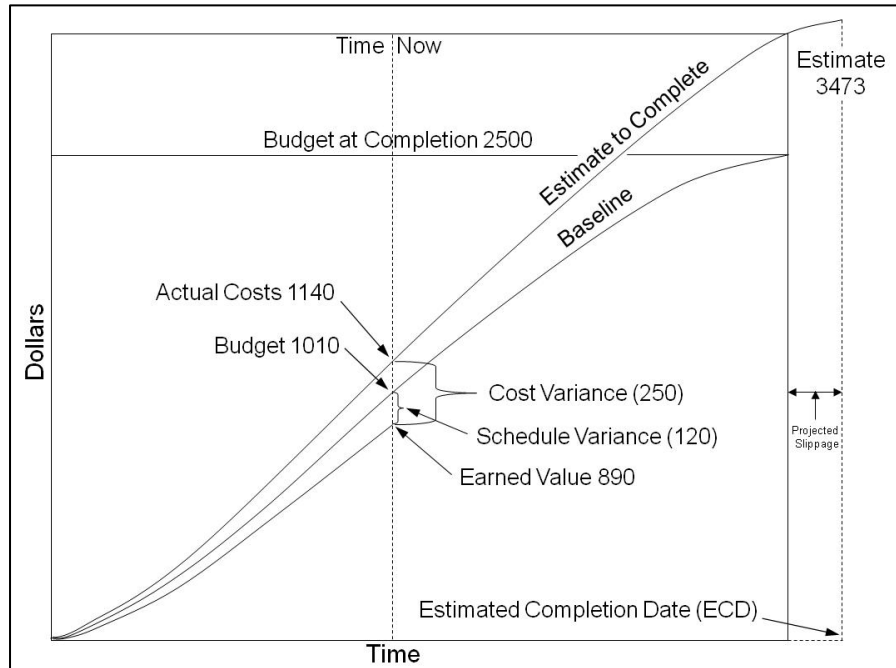 Time Now
Estimate
3473
Budget at Completion 2500
Estimate to Complete
Baseline
Actual Costs 1140
Budget 1010
Dollars
Cost Variance (250)
Schedule Variance (120)
Projected
Slippage
Earned Value 890
Estimated Completion Date (ECD)
Time